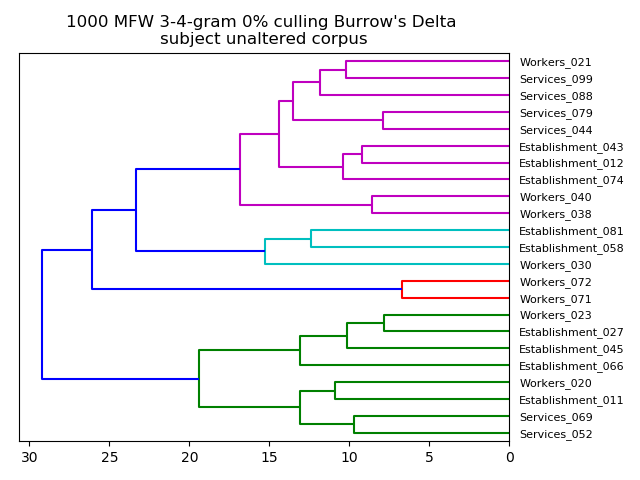 1000 MFW 3-4-gram 0% culling Burrow's Delta
subject unaltered corpus
Workers_021
Services_099
Services_088
Services_079
Services_044
Establishment_043
Establishment_012
Establishment_074
Workers_040
Workers_038
Establishment_081
Establishment_058
Workers_030
Workers_072
Workers_071
Workers_023
Establishment_027
Establishment_045
Establishment_066
Workers_020
Establishment_011
Services_069
Services_052
30 25 20 15 10 5 0